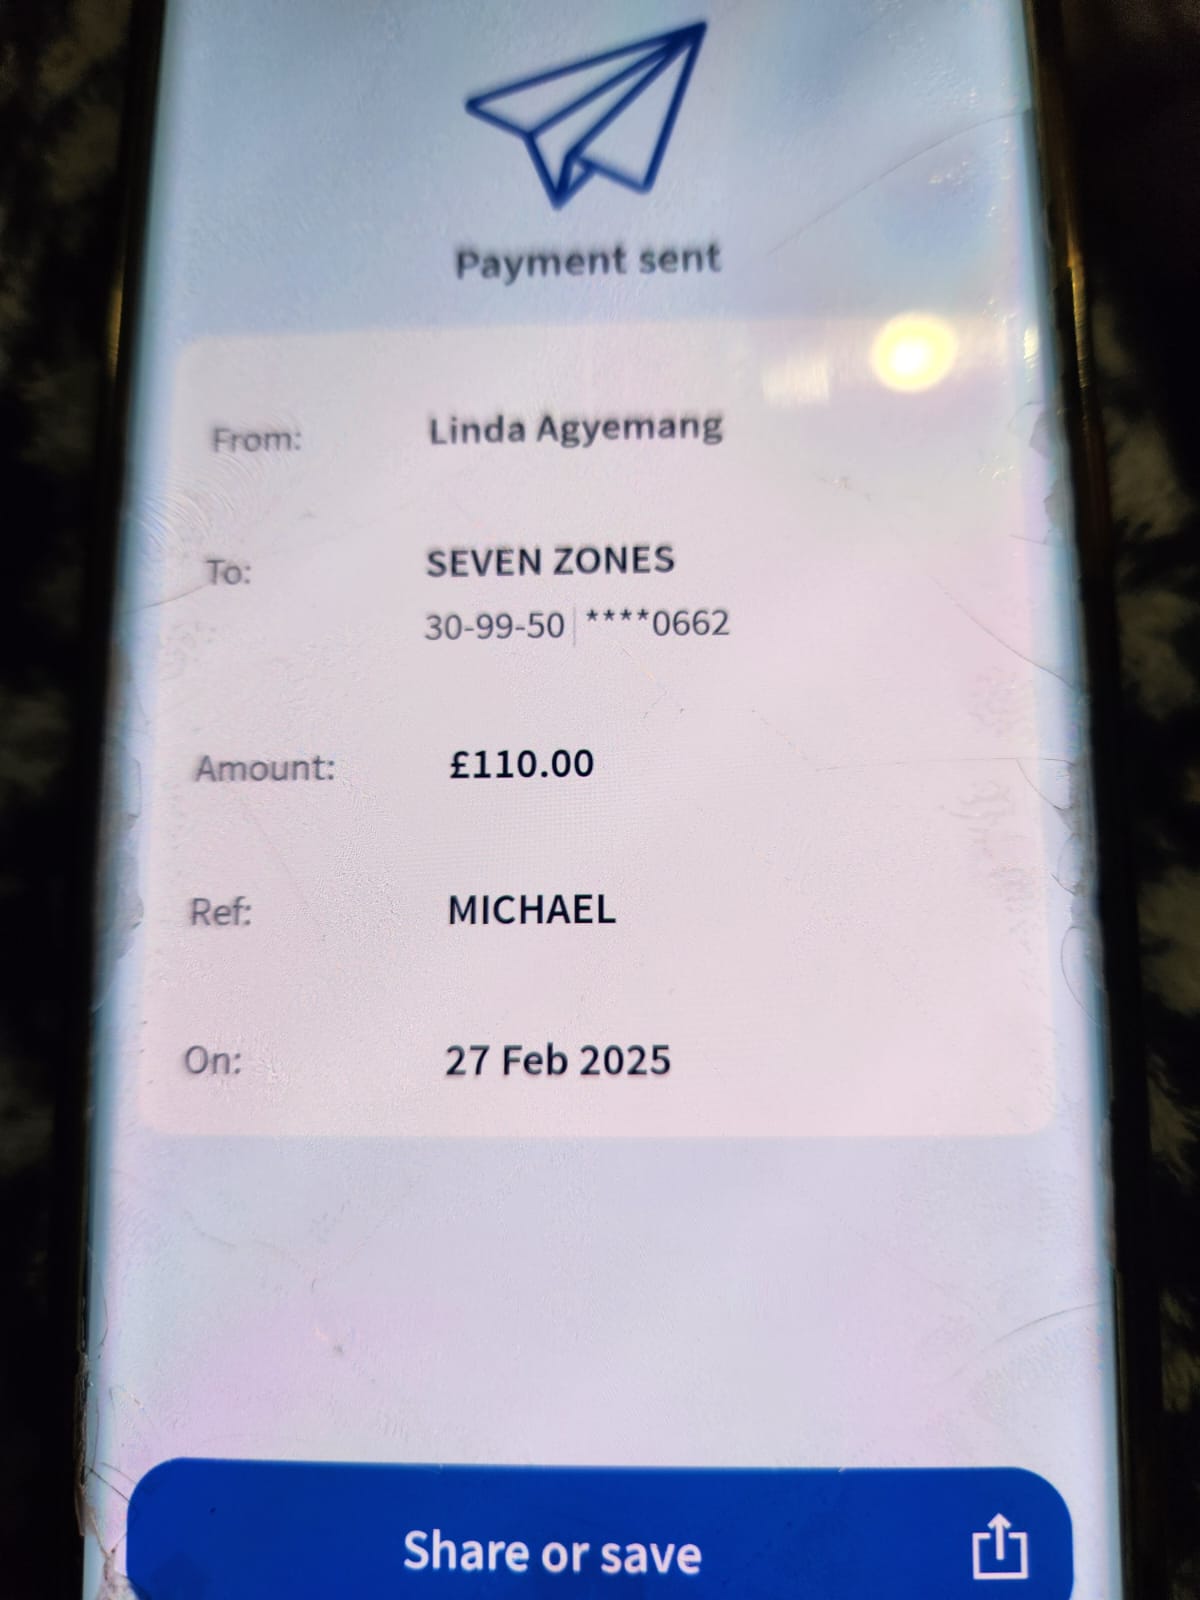 Payment sent
From: Linda Agyemang
To: SEVEN ZONES
30-99-50 | ****0662
Amount: £110.00
Ref: MICHAEL
On: 27 Feb 2025
Share or save